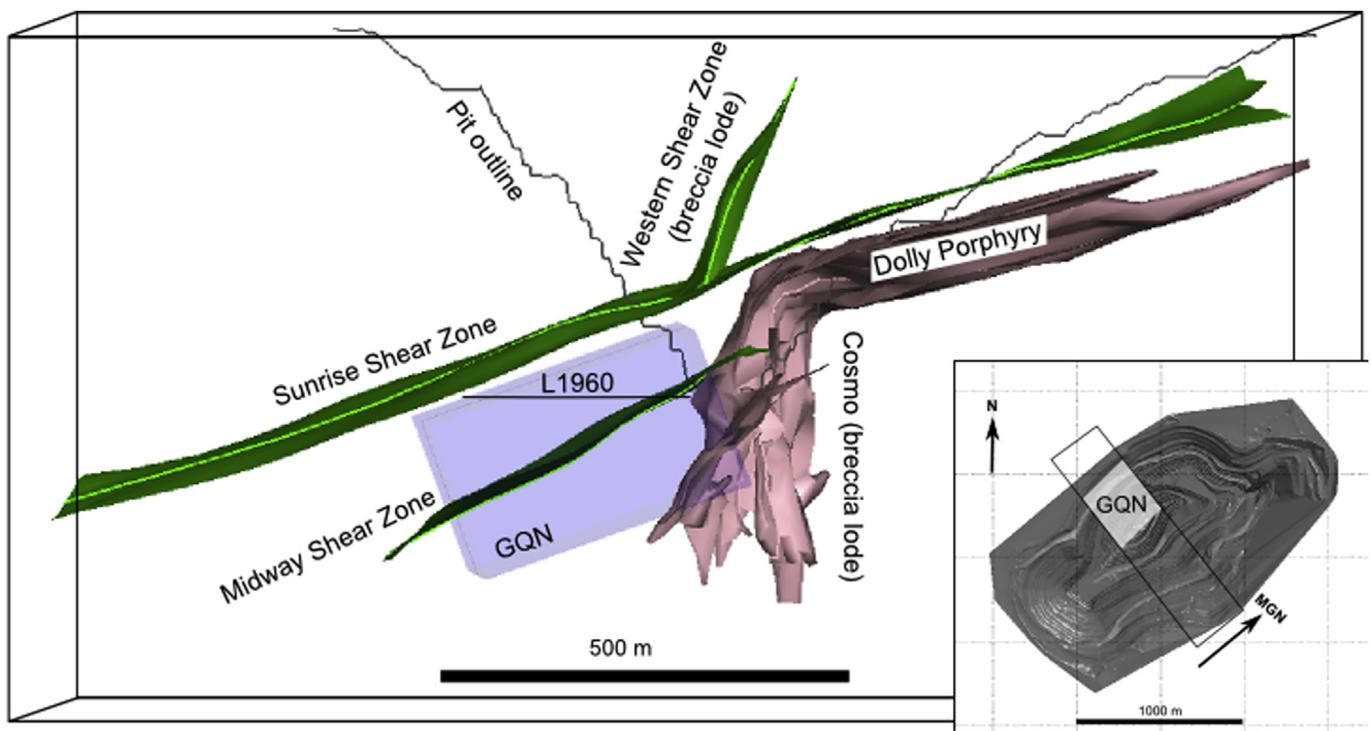 Pit outline
Western Shear Zone
(breccia lode)
Dolly Porphyry
Sunrise Shear Zone
L1960
Cosmo (breccia lode)
Midway Shear Zone
GQN
500 m
N
GQN
MGN
1000 m